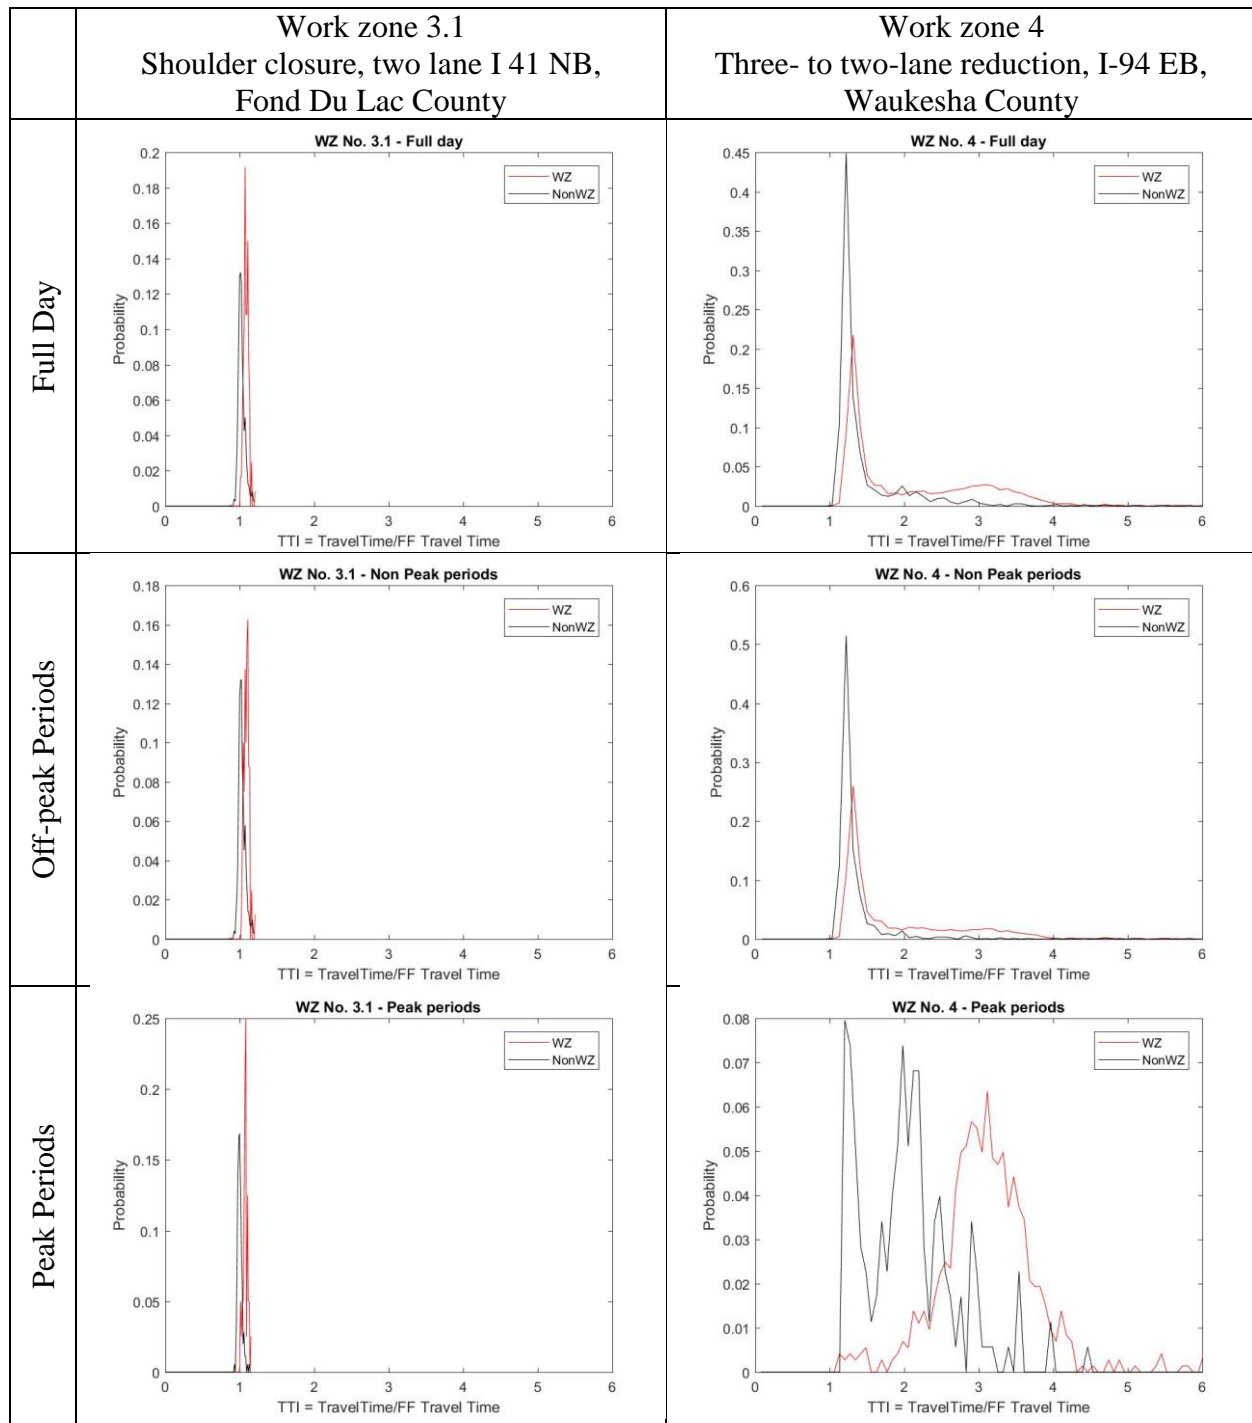 Work zone 3.1
Shoulder closure, two lane I 41 NB,
Fond Du Lac County
Work zone 4
Three- to two-lane reduction, I-94 EB,
Waukesha County
Full Day
WZ No. 3.1 - Full day
WZ
NonWZ
0.2
0.18
0.16
0.14
0.12
0.1
0.08
0.06
0.04
0.02
0
Probability
0 1 2 3 4 5 6
TTI = TravelTime/FF Travel Time
WZ No. 4 - Full day
WZ
NonWZ
0.45
0.4
0.35
0.3
0.25
0.2
0.15
0.1
0.05
0
Probability
0 1 2 3 4 5 6
TTI = TravelTime/FF Travel Time
Off-peak Periods
WZ No. 3.1 - Non Peak periods
WZ
NonWZ
0.18
0.16
0.14
0.12
0.1
0.08
0.06
0.04
0.02
0
Probability
0 1 2 3 4 5 6
TTI = TravelTime/FF Travel Time
WZ No. 4 - Non Peak periods
WZ
NonWZ
0.6
0.5
0.4
0.3
0.2
0.1
0
Probability
0 1 2 3 4 5 6
TTI = TravelTime/FF Travel Time
Peak Periods
WZ No. 3.1 - Peak periods
WZ
NonWZ
0.25
0.2
0.15
0.1
0.05
0
Probability
0 1 2 3 4 5 6
TTI = TravelTime/FF Travel Time
WZ No. 4 - Peak periods
WZ
NonWZ
0.08
0.07
0.06
0.05
0.04
0.03
0.02
0.01
0
Probability
0 1 2 3 4 5 6
TTI = TravelTime/FF Travel Time